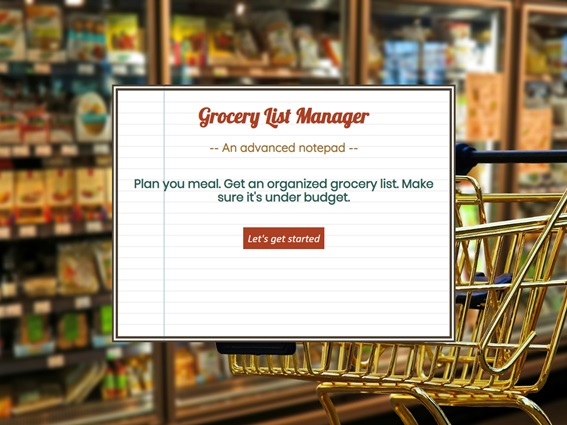 Grocery List Manager
-- An advanced notepad --
Plan you meal. Get an organized grocery list. Make
sure it's under budget.
Let's get started